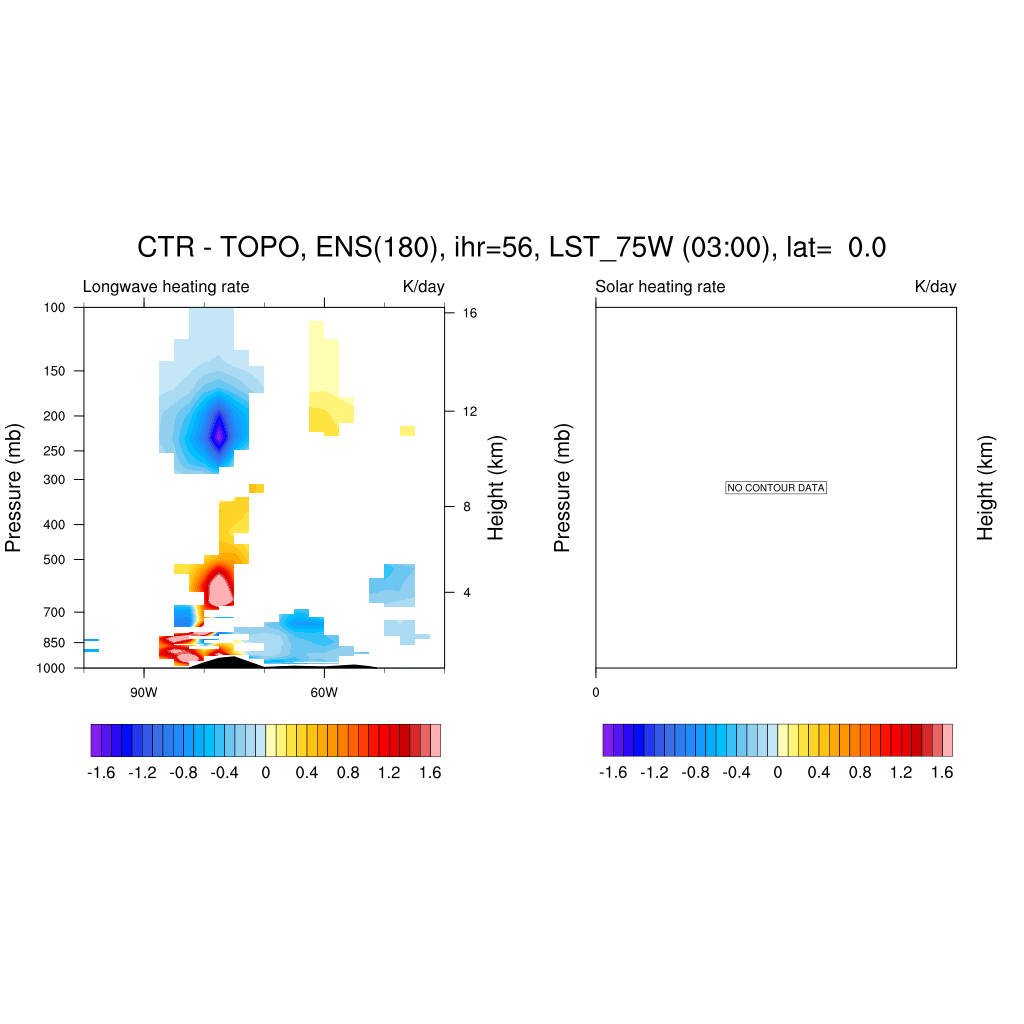 CTR - TOPO, ENS(180), ihr=56, LST_75W (03:00), lat=  0.0
Longwave heating rate K/day
100
150
200
250
300
400
500
700
850
1000
Pressure (mb)
16
12
8
4
Height (km)
90W 60W
-1.6 -1.2 -0.8 -0.4 0 0.4 0.8 1.2 1.6
Solar heating rate K/day
Pressure (mb)
NO CONTOUR DATA
Height (km)
0
-1.6 -1.2 -0.8 -0.4 0 0.4 0.8 1.2 1.6